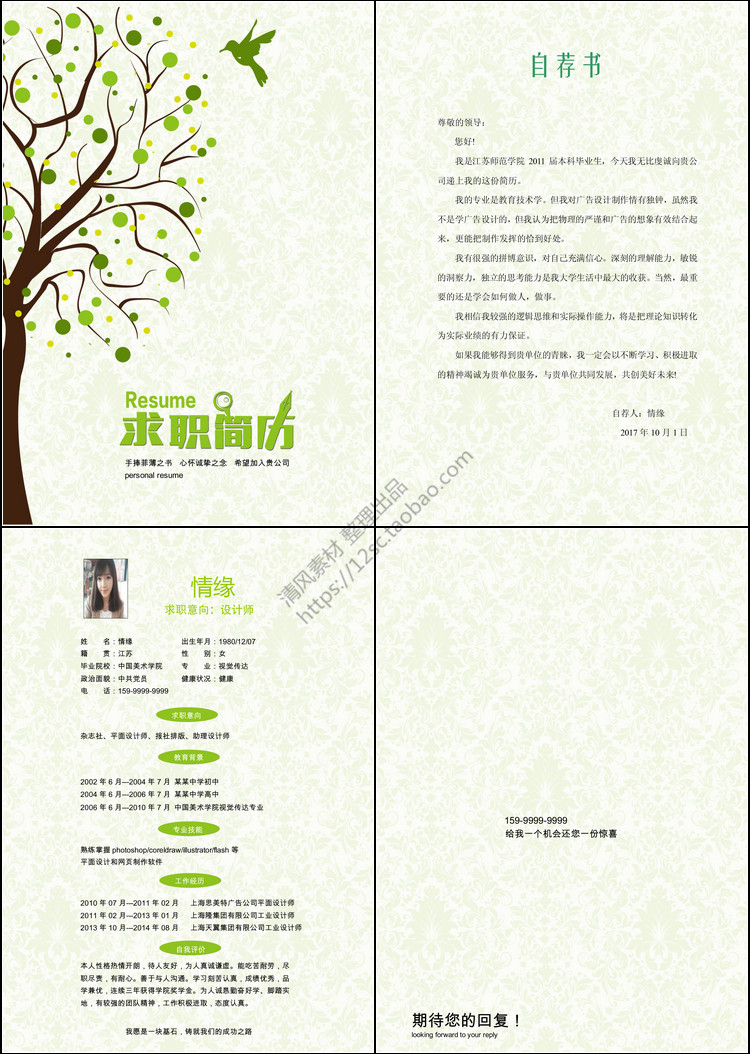 Resume
求职简历
手捧菲薄之书 心怀诚挚之念 希望加入贵公司
personal resume
自荐书
尊敬的领导：
您好！
我是江苏师范学院 2011 届本科毕业生，今天我无比虔诚向贵公
司递上我的这份简历。
我的专业是教育技术学。但我对广告设计制作情有独钟，虽然我
不是学广告设计的，但我认为把物理的严谨和广告的想象有效结合起
来，更能把制作发挥的恰到好处。
我有很强的拼博意识，对自己充满信心。深刻的理解能力，敏锐
的洞察力，独立的思考能力是我大学生活中最大的收获。当然，最重
要的还是学会如何做人，做事。
我相信我较强的逻辑思维和实际操作能力，将是把理论知识转化
为实际业绩的有力保证。
如果我能够得到贵单位的青睐，我一定会以不断学习、积极进取
的精神竭诚为贵单位服务，与贵单位共同发展，共创美好未来!
自荐人：情缘
2017 年 10 月 1 日
清风素材 整理出品
https://12sc.taobao.com
情缘
求职意向：设计师
姓 名：情缘 出生年月：1980/12/07
籍 贯：江苏 性 别：女
毕业院校：中国美术学院 专 业：视觉传达
政治面貌：中共党员 健康状况：健康
电 话：159-9999-9999
求职意向
杂志社、平面设计师、报社排版、助理设计师
教育背景
2002 年 6 月---2004 年 7 月 某某中学初中
2004 年 6 月---2006 年 7 月 某某中学高中
2006 年 6 月---2010 年 7 月 中国美术学院视觉传达专业
专业技能
熟练掌握 photoshop/coreldraw/illustrator/flash 等
平面设计和网页制作软件
工作经历
2010 年 07 月---2011 年 02 月 上海思美特广告公司平面设计师
2011 年 02 月---2013 年 01 月 上海隆集团有限公司工业设计师
2013 年 10 月---2014 年 08 月 上海天翼集团有限公司工业设计师
自我评价
本人性格热情开朗，待人友好，为人真诚谦虚。能吃苦耐劳，尽
职尽责，有耐心。善于与人沟通。学习刻苦认真，成绩优秀，品
学兼优，连续三年获得学院奖学金。为人诚恳勤奋好学、脚踏实
地，有较强的团队精神，工作积极进取，态度认真。
我愿是一块基石，铸就我们的成功之路
159-9999-9999
给我一个机会还您一份惊喜
期待您的回复！
looking forward to your reply